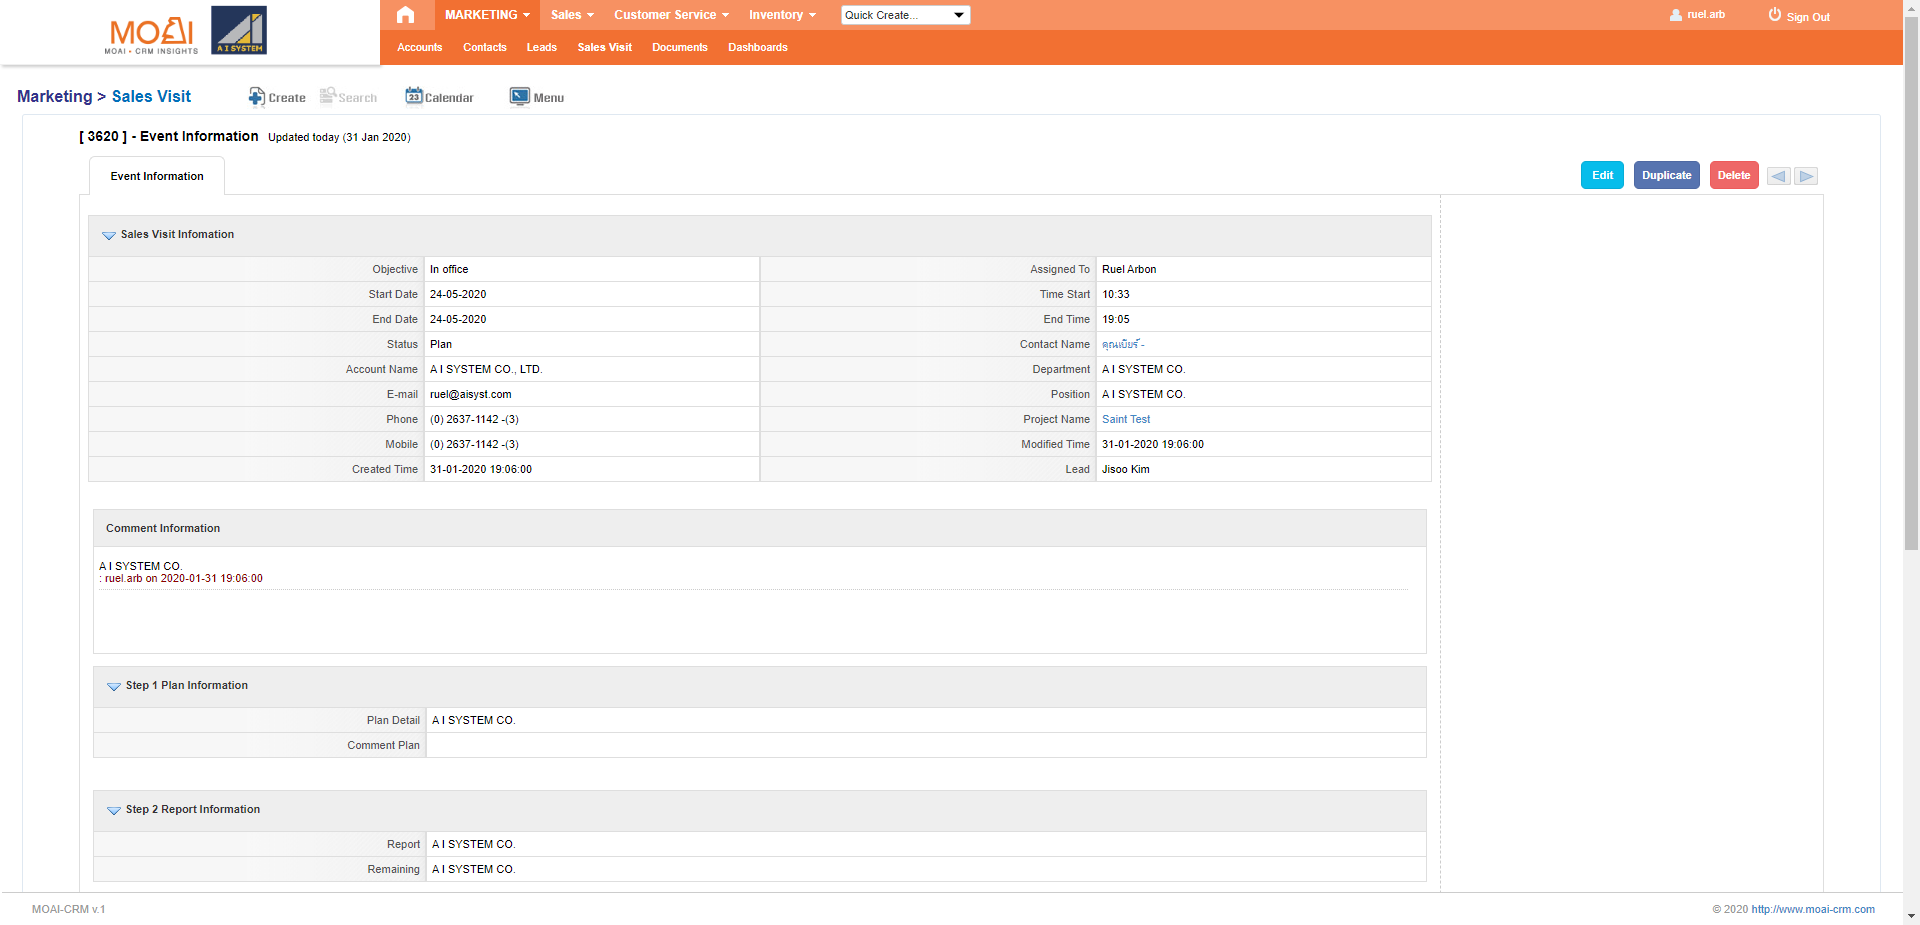 MOAI
MOAI - CRM INSIGHTS
A I SYSTEM
MARKETING Sales Customer Service Inventory Quick Create... ruel.arb Sign Out
Accounts Contacts Leads Sales Visit Documents Dashboards
Marketing > Sales Visit Create Search 23 Calendar Menu
[ 3620 ] - Event Information Updated today (31 Jan 2020)
Event Information Edit Duplicate Delete
Sales Visit Infomation
Objective In office Assigned To Ruel Arbon
Start Date 24-05-2020 Time Start 10:33
End Date 24-05-2020 End Time 19:05
Status Plan Contact Name คุณเบียร์ -
Account Name A I SYSTEM CO., LTD. Department A I SYSTEM CO.
E-mail ruel@aisyst.com Position A I SYSTEM CO.
Phone (0) 2637-1142 -(3) Project Name Saint Test
Mobile (0) 2637-1142 -(3) Modified Time 31-01-2020 19:06:00
Created Time 31-01-2020 19:06:00 Lead Jisoo Kim
Comment Information
A I SYSTEM CO.
: ruel.arb on 2020-01-31 19:06:00
Step 1 Plan Information
Plan Detail A I SYSTEM CO.
Comment Plan
Step 2 Report Information
Report A I SYSTEM CO.
Remaining A I SYSTEM CO.
MOAI-CRM v.1 © 2020 http://www.moai-crm.com